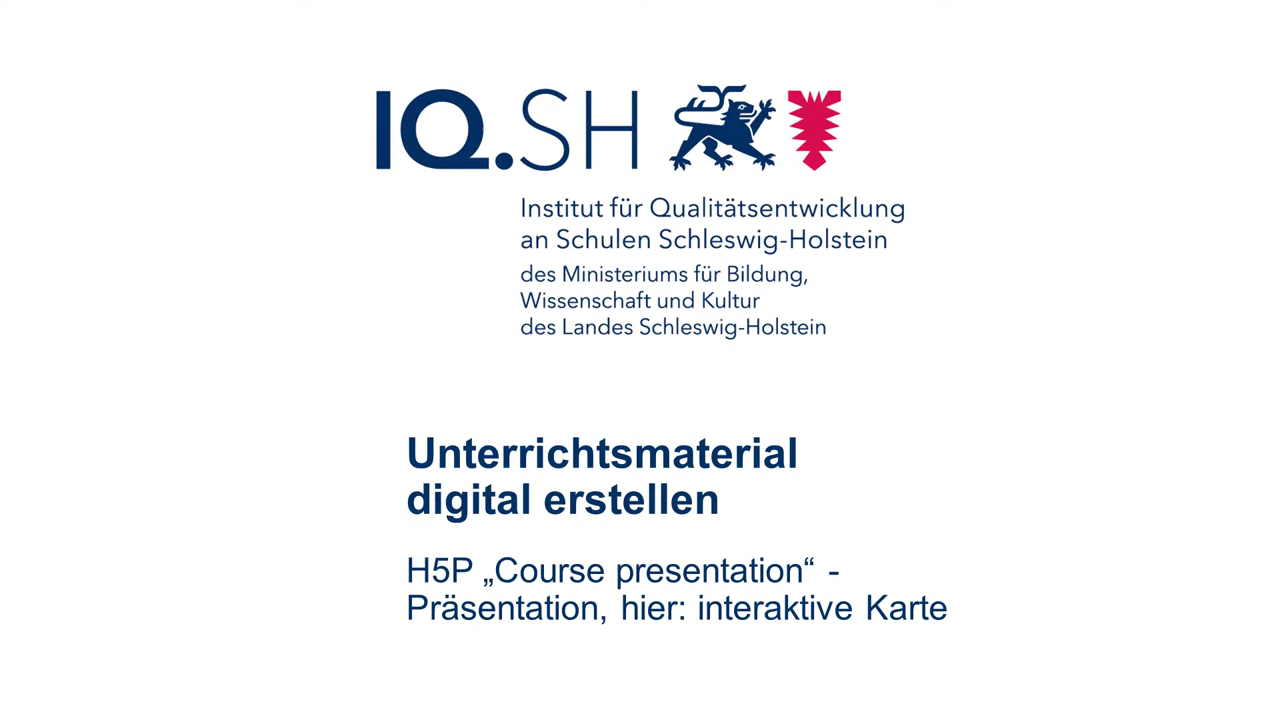 IQ.SH
Institut für Qualitätsentwicklung
an Schulen Schleswig-Holstein
des Ministeriums für Bildung,
Wissenschaft und Kultur
des Landes Schleswig-Holstein
Unterrichtsmaterial
digital erstellen
H5P „Course presentation“ -
Präsentation, hier: interaktive Karte